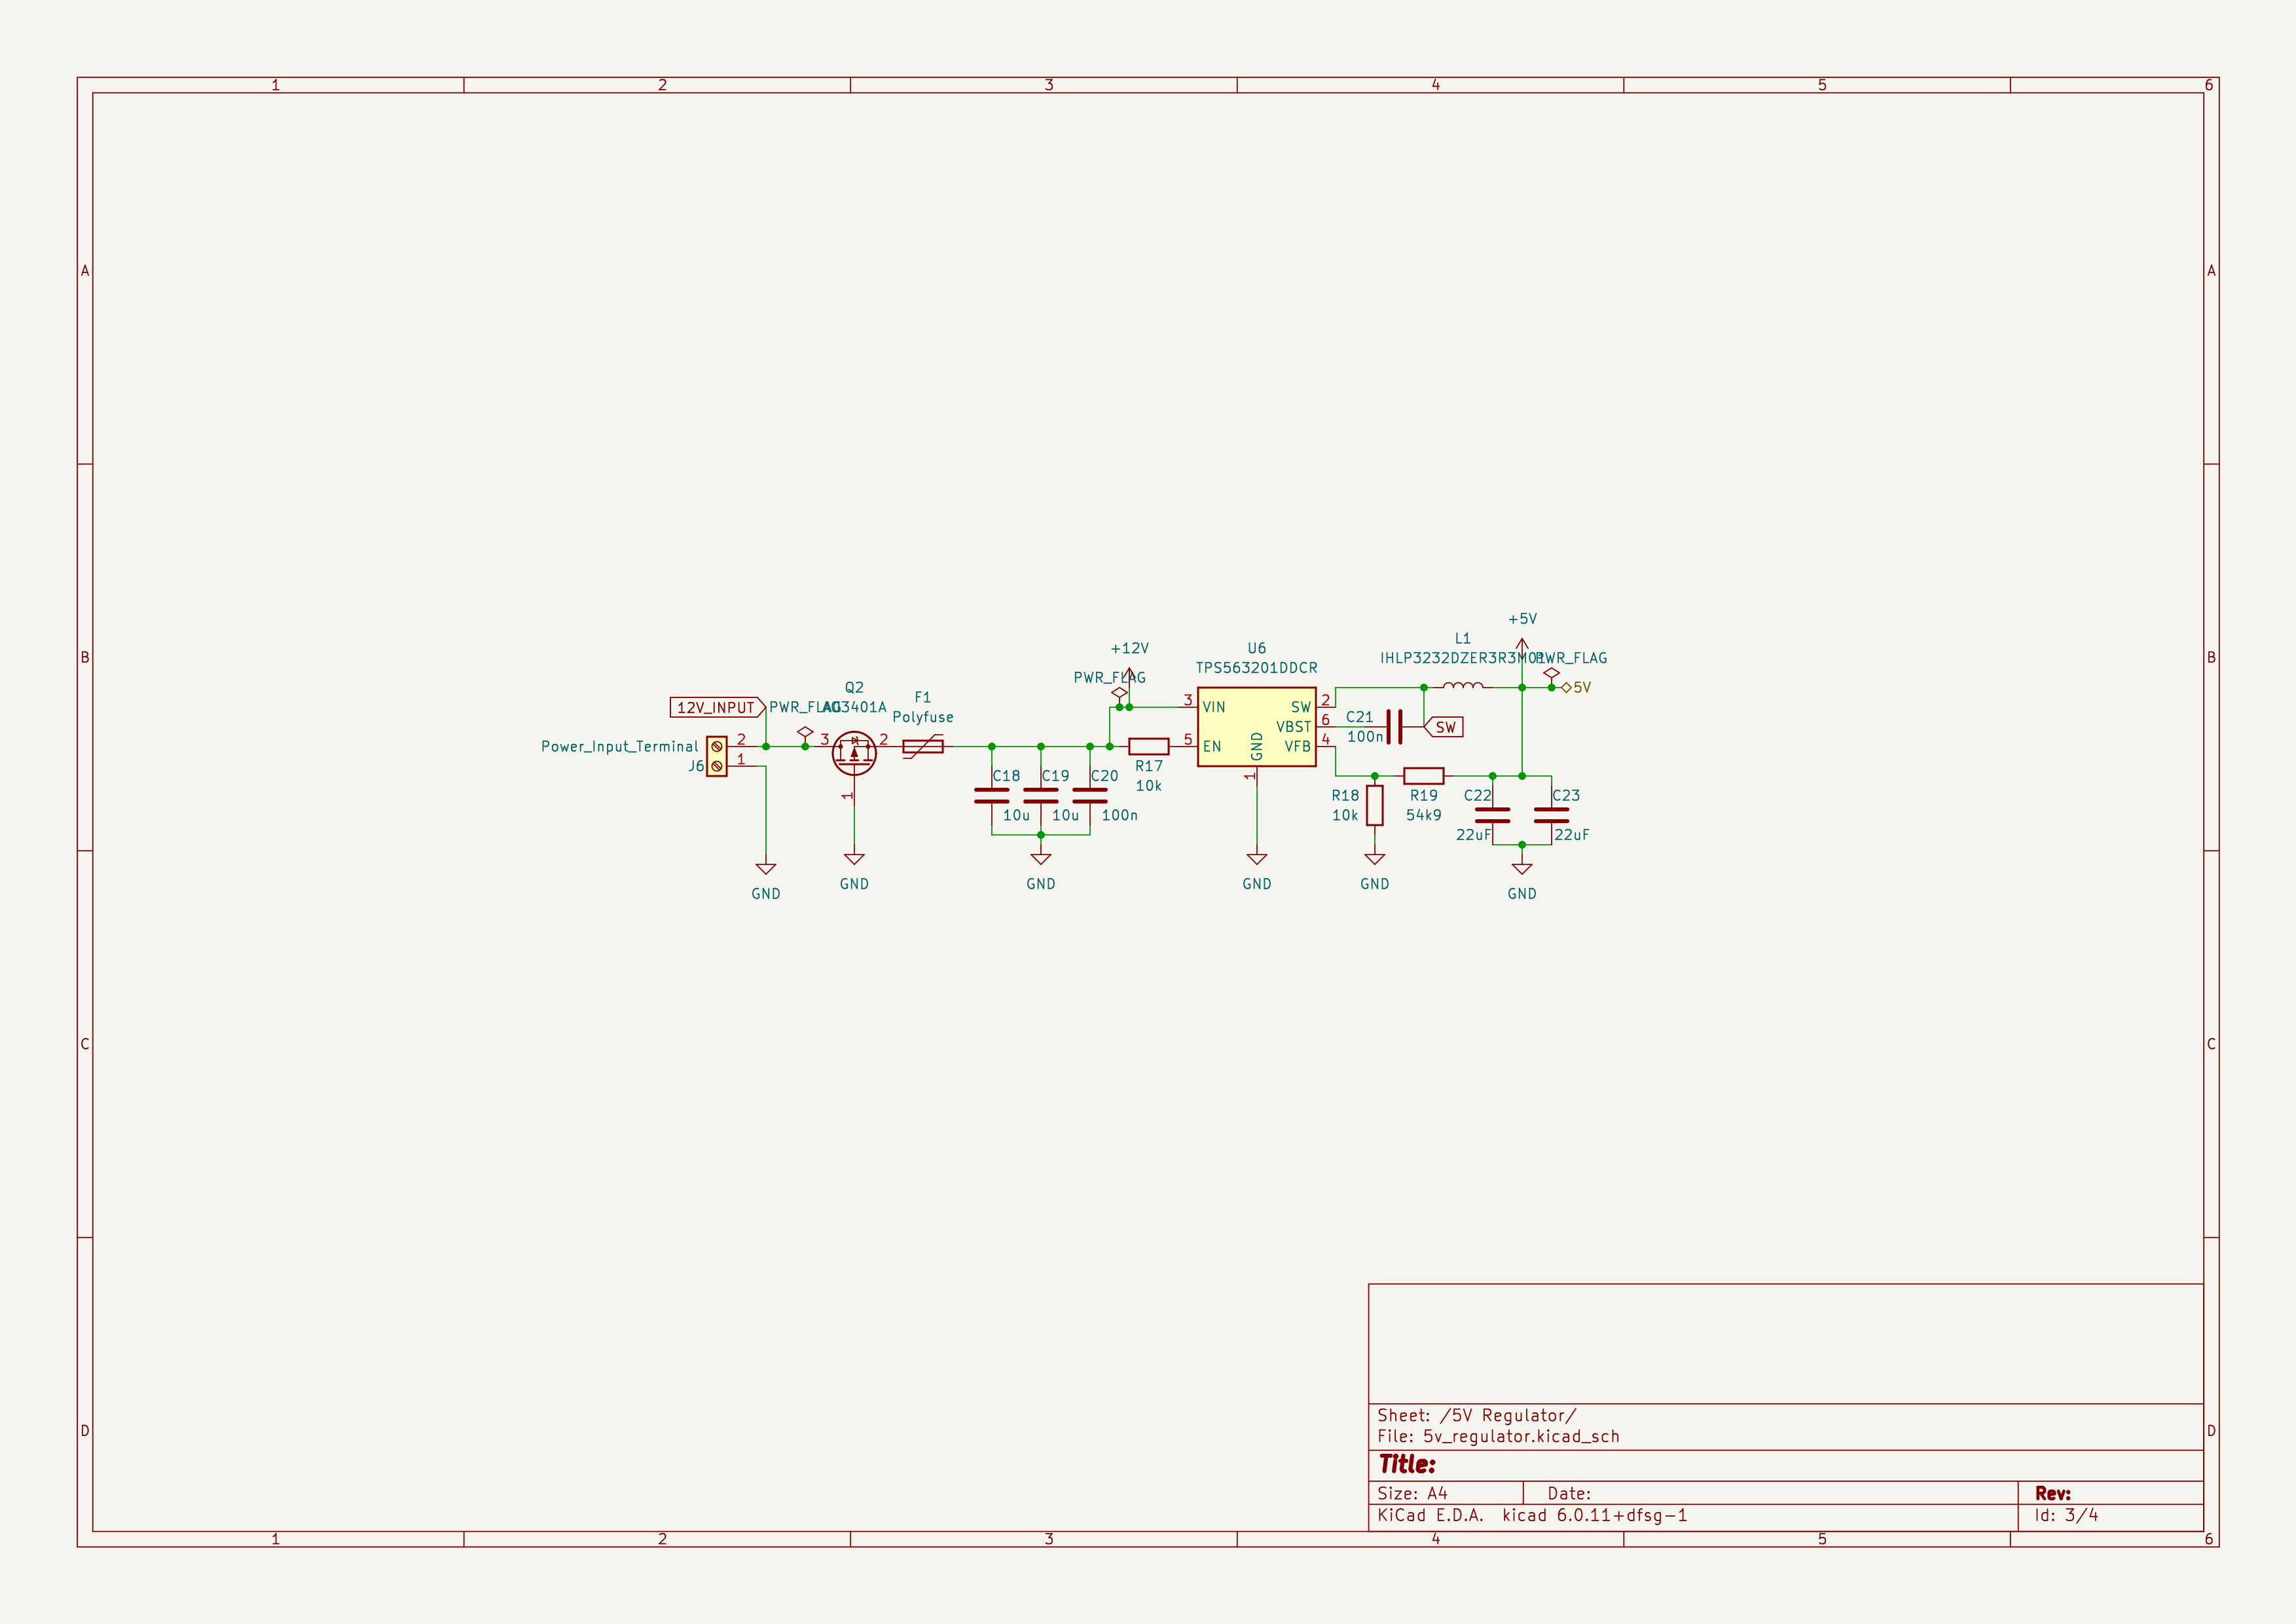 1 2 3 4 5 6
A A
+5V
L1
+12V
U6
B B
IHLP3232DZER3R3M01
PWR_FLAG
TPS563201DDCR
PWR_FLAG
Q2
5V
F1
12V_INPUT
PWR_FLAG
AO3401A
Polyfuse
3 VIN
SW 2
C21
VBST 6
SW
100n
Power_Input_Terminal
2
3
2
5 EN
GND
VFB 4
J6
1
R17
10k
1
C18
C19
C20
1
R18
R19
C22
C23
10u
10u
100n
10k
54k9
22uF
22uF
GND
GND
GND
GND
GND
GND
C C
Sheet: /5V Regulator/
D D
File: 5v_regulator.kicad_sch
Title:
Size: A4 Date: Rev:
KiCad E.D.A. kicad 6.0.11+dfsg-1 Id: 3/4
1 2 3 4 5 6